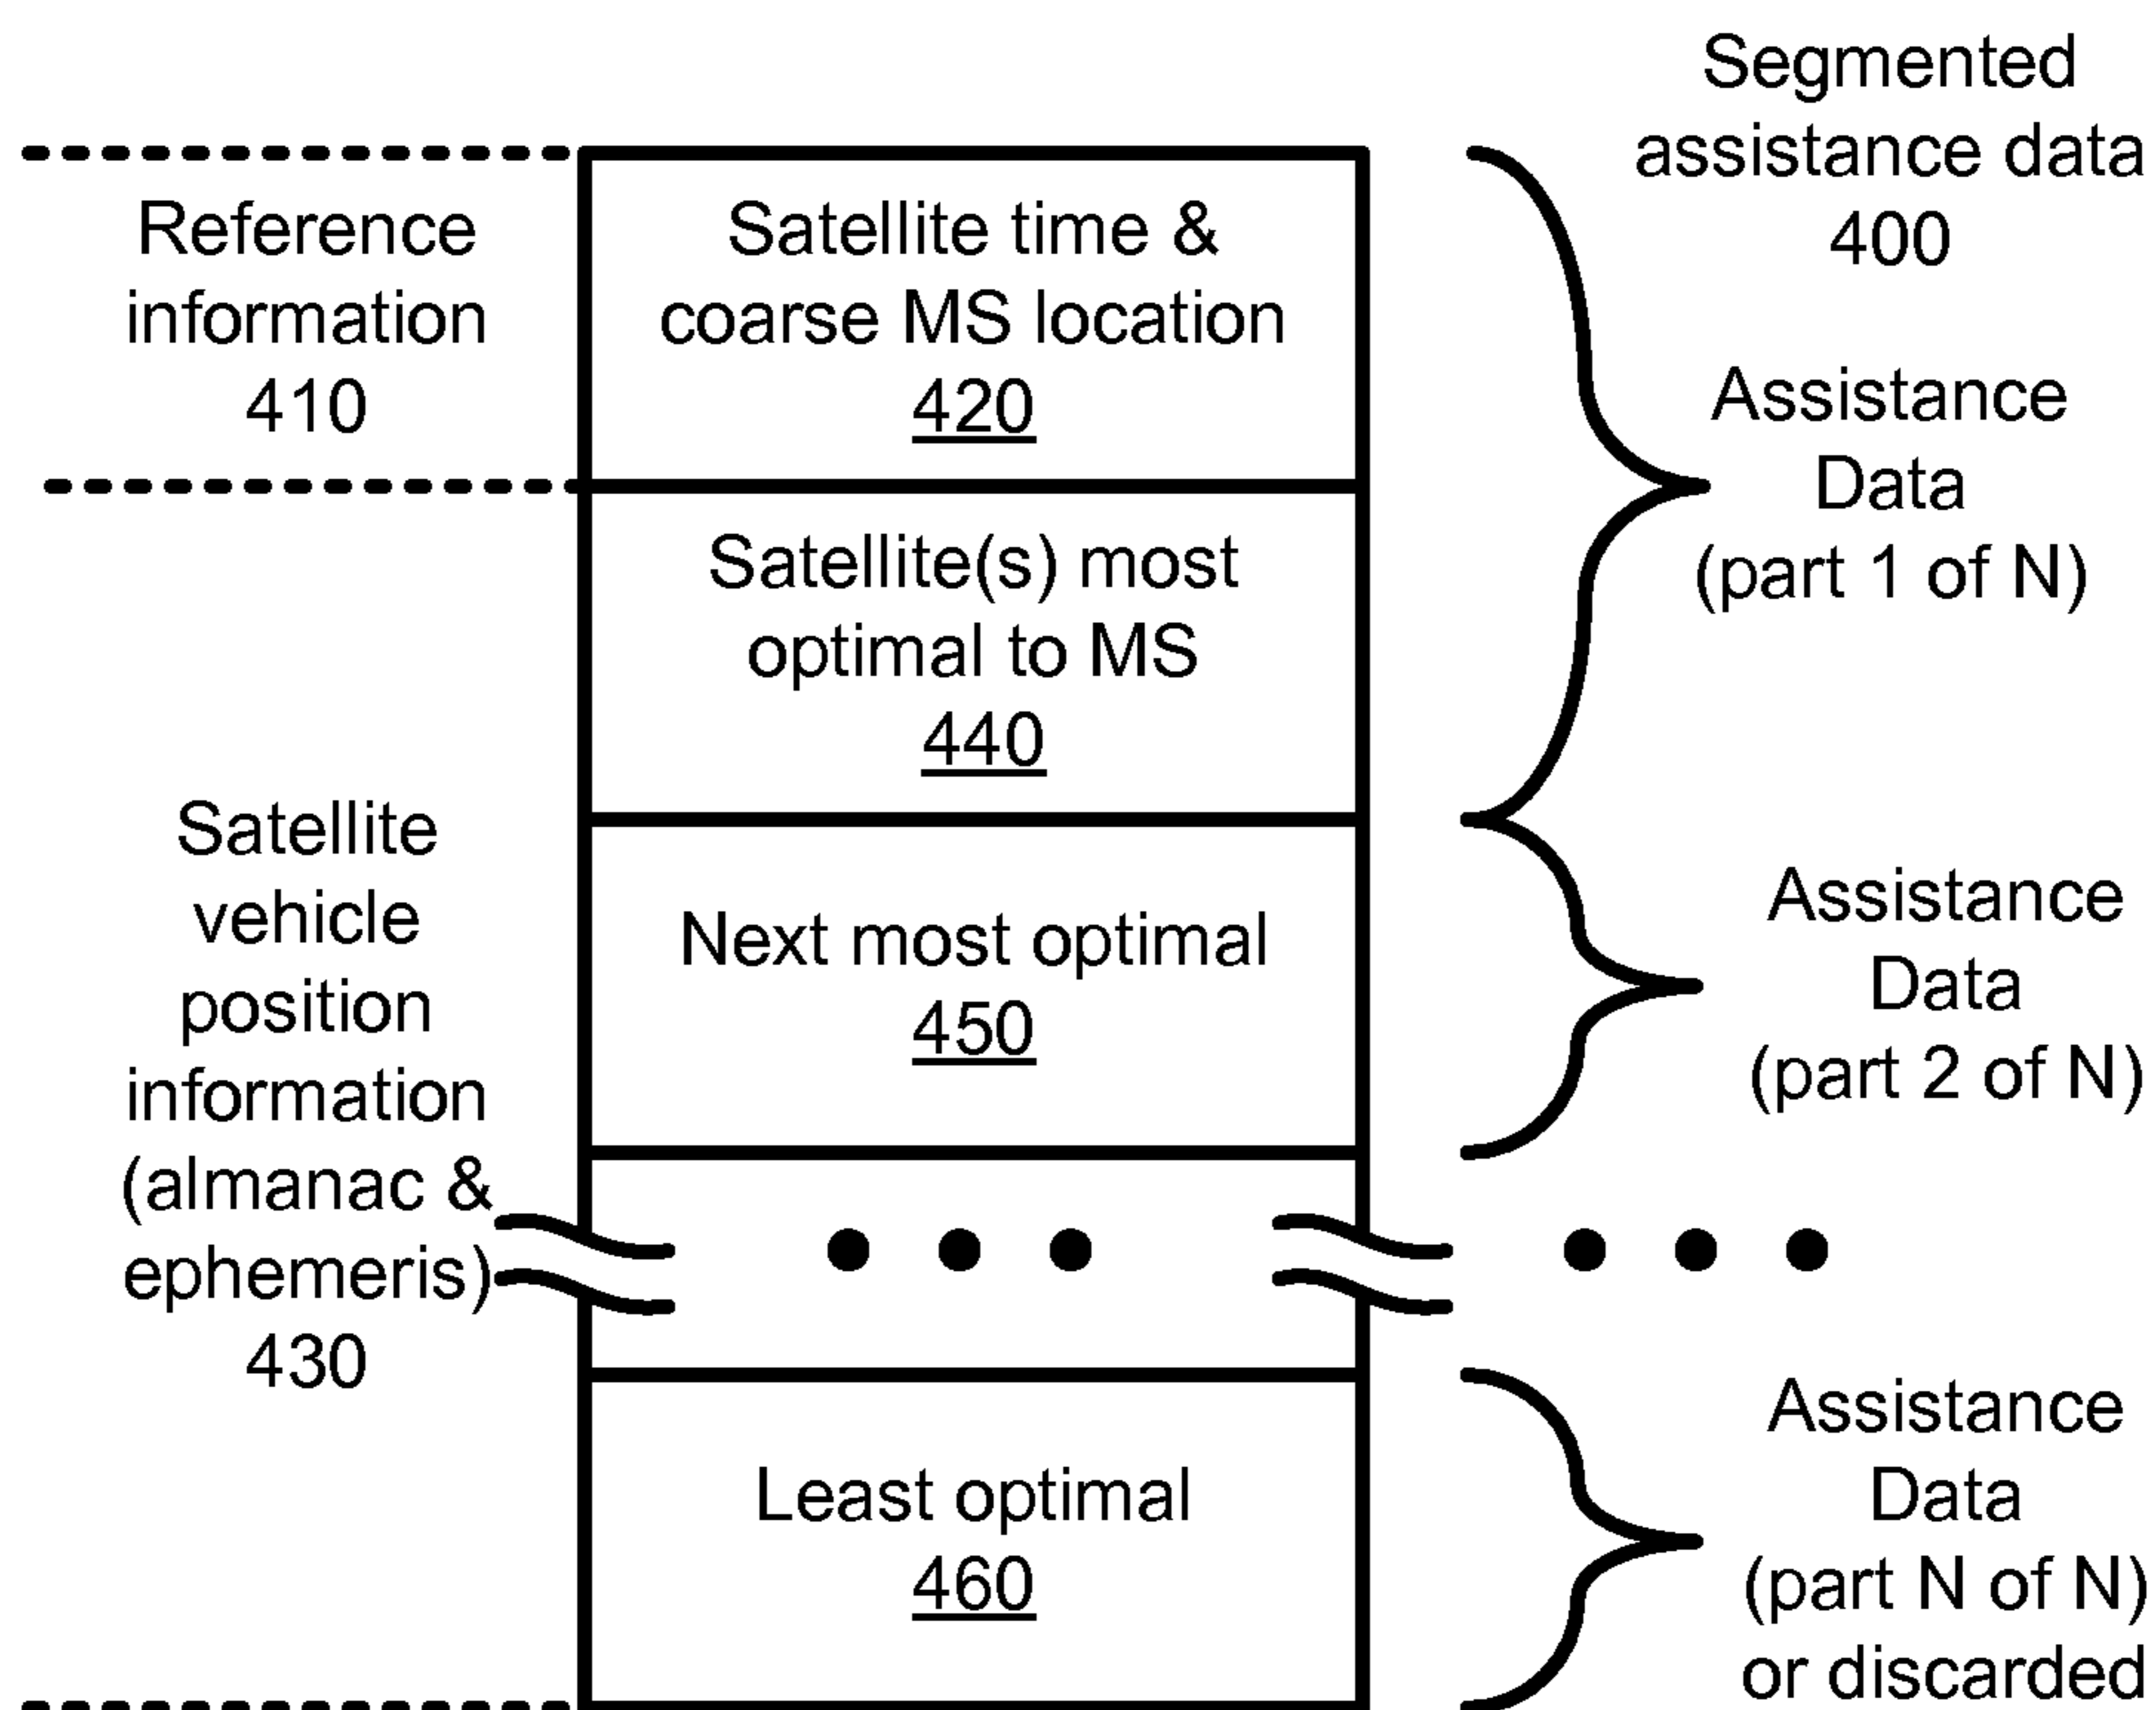 Segmented
assistance data
400
Reference
information
410
Satellite time &
coarse MS location
420
Assistance
Data
(part 1 of N)
Satellite(s) most
optimal to MS
440
Satellite
vehicle
position
information
(almanac &
ephemeris)
430
Next most optimal
450
Assistance
Data
(part 2 of N)
Least optimal
460
Assistance
Data
(part N of N)
or discarded